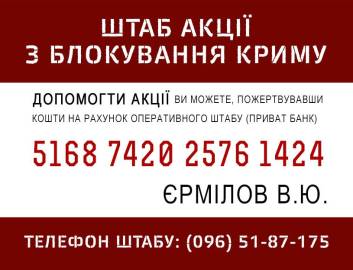 ШТАБ АКЦІЇ
З БЛОКУВАННЯ КРИМУ
ДОПОМОГТИ АКЦІЇ ВИ МОЖЕТЕ, ПОЖЕРТВУВАВШИ
КОШТИ НА РАХУНОК ОПЕРАТИВНОГО ШТАБУ (ПРИВАТ БАНК)
5168 7420 2576 1424
ЄРМІЛОВ В.Ю.
ТЕЛЕФОН ШТАБУ: (096) 51-87-175